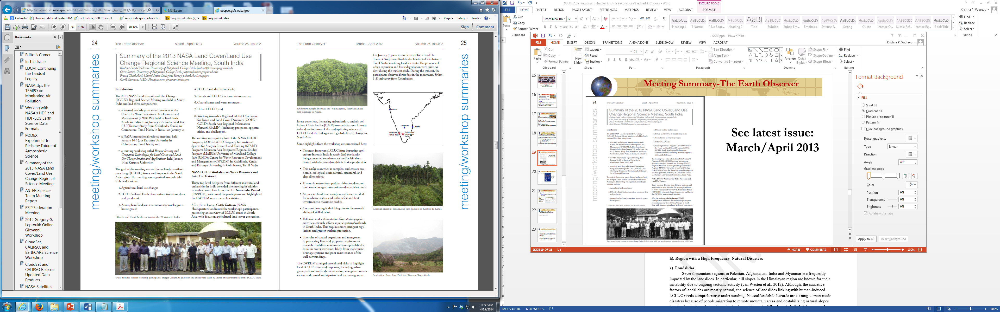 http://eospso.gsfc.nasa.gov/sites/default/files/eo_pdfs/March_April_2013_508_color.pc
MSN.com
eospso.gsfc.nasa.gov
Calendar
Elsevier Editorial SystemTM
re Krishna, GOFC Fire-IT ...
re sounds good idea - but...
Suggested Sites (2)
Suggested Sites
Page
Safety
Tools
24 / 56
81.6%
Sign
Comment
Bookmarks
Editor's Corner
In This Issue
LDCM: Continuing
the Landsat
Legacy
NASA Ups the
TEMPO on
Monitoring Air
Pollution
Working with
NASA's HDF and
HDF-EOS Earth
Science Data
Formats
PODEX
Experiment to
Reshape Future of
Atmospheric
Science
Summary of the
2013 NASA Land
Cover/Land Use
Change Regional
Science Meeting,
ASTER Science
Team Meeting
Report
ESIP Federation
Meeting
2012 Gregory G.
Leptoukh Online
Giovanni
Workshop
CloudSat,
CALIPSO, and
EarthCARE Science
Workshop
CloudSat and
CALIPSO Release
Updated Data
Products
NASA Satellites
24
The Earth Observer
March - April 2013
Volume 25, Issue 2
meeting/workshop summaries
Summary of the 2013 NASA Land Cover/Land Use
Change Regional Science Meeting, South India
Krishna Prasad Vadrevu, University of Maryland, College Park, krishna@hermes.geog.umd.edu
Chris Justice, University of Maryland, College Park, justice@hermes.geog.umd.edu
Prasad Thenkabail, United States Geological Survey, pthenkabail@usgs.gov
Garik Gutman, NASA Headquarters, ggutman@nasa.gov
Introduction
The 2013 NASA Land Cover/Land Use Change
(LCLUC) Regional Science Meeting was held in South
India and had three components:
• a focused workshop on water resources at the
Centre for Water Resources Development and
Management (CWRDM), held in Kozhikode,
Kerala in India, from January 7-8, and a Land Use
(LU) Transect Study from Kozhikode, Kerala, to
Coimbatore, Tamil Nadu, in India¹, on January 9;
• a NASA international regional meeting, held
January 10-13, at Karunya University in
Coimbatore, Tamil Nadu; and
• a training workshop titled Remote Sensing and
Geospatial Technologies for Land Cover and Land
Use Change Studies and Applications, held January
14 at Karunya University.
The goal of the meeting was to discuss land cover/land
use change (LCLUC) issues and impacts in the South
Asia region. The meeting was organized around eight
technical sessions:
1. Agricultural land-use change;
2. LCLUC-related Earth observations (missions, data,
and products);
3. Atmosphere/land-use interactions (aerosols, green-
house gases);
¹ Kerala and Tamil Nadu are two of the 28 states in India.
4. LCLUC and the carbon cycle;
5. Forests and LCLUC in mountainous areas;
6. Coastal zones and water resources;
7. Urban LCLUC; and
8. Working towards a Regional Global Observation
for Forest and Land Cover Dynamics (GOFC–
GOLD) South Asia Regional Information
Network (SARIN) (including prospects, opportu-
nities, and challenges).
The meeting was a joint effort of the NASA LCLUC
Program; GOFC–GOLD Program; International
System for Analysis Research and Training (START)
Program; Monsoon Asia Integrated Regional Studies
Program (MAIRS); University of Maryland College
Park (UMD); Centre for Water Resources Development
and Management (CWRDM) in Kozhikode, Kerala;
and Karunya University, in Coimbatore, Tamil Nadu.
NASA LCLUC Workshop on Water Resources and
Land Use Transect
Thirty top-level delegates from different institutes and
universities in India attended the meeting in addition
to twelve researchers from the U.S. Narasimha Prasad
[CWRDM], welcomed the participants and highlighted
the CWRDM water research activities.
After the welcome, Garik Gutman [NASA
Headquarters] addressed the workshop's participants,
presenting an overview of LCLUC issues in South
Asia, with focus on agricultural land-cover conversion,
Water resource-focused workshop participants. Images Credit: All photos in this article were taken by author or other members of the LCLUC team.
The Earth Observer
March - April 2013
Volume 25, Issue 2
25
meeting/workshop summaries
Rhizophora mangle, known as the "red mangrove," near Kadalundi
bird sanctuary in Kerala.
forest-cover loss, increasing urbanization, and air pol-
lution. Chris Justice [UMD] stressed that much needs
to be done in terms of the underpinning science of
LCLUC and the linkages with global climate change in
South Asia.
Some highlights from the workshop are summarized here:
• The most important LCLUC issue impacting agri-
culture in south India is paddy fields (wetlands)
being converted to urban areas and/or left aban-
doned, with the attendant deficit in rice production.
• This paddy conversion is complex, and crosses eco-
nomic, ecological, sociocultural, structural, and
class dimensions.
• Economic return from paddy cultivation does not
tend to encourage conservation—due to labor costs.
• At present, land is seen only as real estate needed
for residence status, and is the safest and best
investment to maximize profits.
• Coconut farming is shrinking due to the unavail-
ability of skilled labor.
• Pollution and sedimentation from anthropogenic
activities seriously affects aquatic systems/wetlands
in South India. This requires more-stringent regu-
lations and greater wetland protection.
• The roles of coastal vegetation and mangroves
in protecting lives and property require more
research to address contamination—possibly due
to saline water intrusion, likely from inadequate
drainage systems and poor maintenance of the
well surroundings.
The CWRDM arranged several field visits to highlight
local LCLUC issues and responses, including urban
green park and wetlands conservation, mangrove conser-
vation, and coastal and riparian land use management.
On January 9, participants departed for a Land Use
Transect Study from Kozhikode, Kerala, to Coimbatore,
Tamil Nadu, involving local scientists. The processes of
urban expansion and forest degradation were quite evi-
dent during the transect study. During the transect, the
participants observed forest fires in the mountains, 50 km
(~31 mi) away from Coimbatore.
Mumbai
Bangaluru
Chennai
Kozhikode,
Kerala, India
Coimbatore,
Tamil Nadu,
India
Coconut, arecanut, banana, and yam plantations, Kozhikode, Kerala.
Smoke from forest fires, Palakkad, Western Ghats, Kerala.
11:59 AM
4/19/2014
South_Asia_Regional_Initiative_Krishna_second_draft_edited[1]CJ.docx - Word
PICTURE TOOLS
FILE HOME INSERT DESIGN PAGE LAYOUT REFERENCES MAILINGS REVIEW VIEW ACROBAT FORMAT
Krishna P. Vadrevu
Paste
Cut
Copy
Format Painter
Clipboard
Times New Ro 12
Heading 1 ¶ Normal ¶ No Spac... Heading 2 Title Subtitle Subtle Em... Emphasis Intense E... Strong Quote Intense Q... Subtle Ref... Intense Re... Book Title
Find
Replace
Select
Editing
SARI.pptx - PowerPoint
FILE HOME INSERT DESIGN TRANSITIONS ANIMATIONS SLIDE SHOW REVIEW VIEW ACROBAT
Krishna P. Vadrevu
Paste
Cut
Copy
Format Painter
New Slide
Layout
Reset
Section
24
Text Direction
Align Text
Convert to SmartArt
Arrange
Quick Styles
Shape Fill
Shape Outline
Shape Effects
Find
Replace
Select
Clipboard Slides Font Paragraph Drawing Editing
15
16
17
18
19
20
21
22
23
Meeting Summary-The Earth Observer
See latest issue:
March/April 2013
24
The Earth Observer
March - April 2013
Volume 25, Issue 2
meeting/workshop summaries
Summary of the 2013 NASA Land Cover/Land Use
Change Regional Science Meeting, South India
Format Background
FILL
Solid fill
Gradient fill
Picture or texture fill
Pattern fill
Hide background graphics
Preset gradients
Type Linear
Direction
Angle 45°
Gradient stops
Color
Position 0%
Transparency 0%
Brightness 0%
Rotate with shape
Apply to All
Reset Background
SLIDE 19 OF 23
NOTES
COMMENTS
100%
h). Region with a High Frequency Natural Disasters
a). Landslides
Several mountain regions in Pakistan, Afghanistan, India and Myanmar are frequently
impacted by the landslides. In particular, hill slopes in the Himalayan region are known for their
instability due to ongoing tectonic activity (van Westen et al., 2012). Although, the causative
factors of landslides are mostly natural, the science of landslides linking with human-induced
LCLUC needs comprehensive understanding. Natural landslide hazards are turning to man-made
disasters because of people migrating to remote mountain areas and destabilizing natural slopes
PAGE 9 OF 18
6341 WORDS
100%